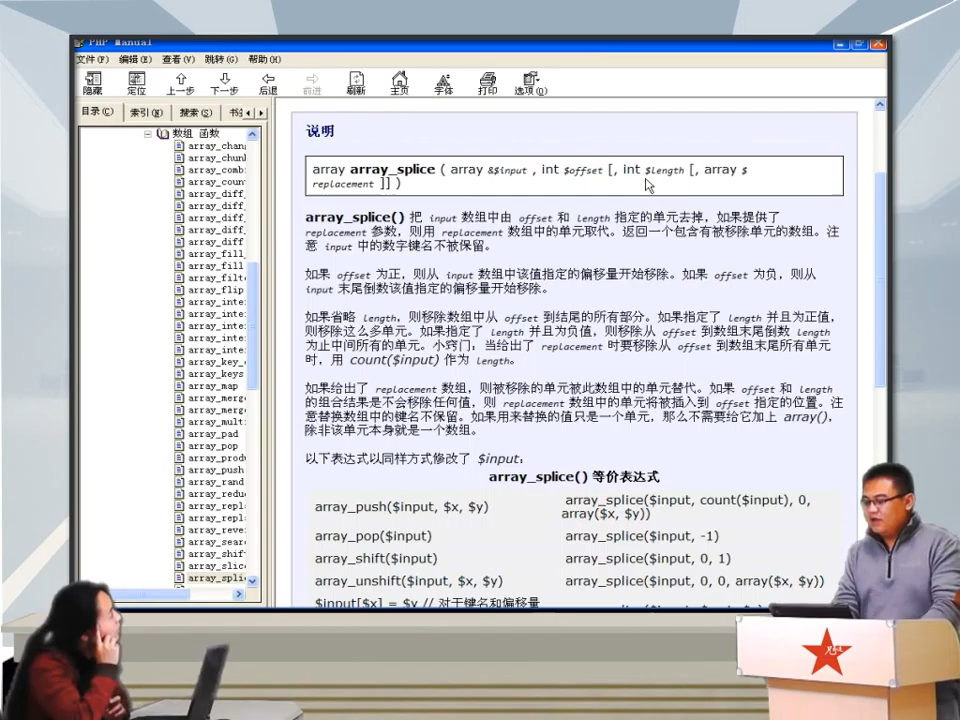 PHP Manual
文件(F) 编辑(E) 查看(V) 跳转(G) 帮助(H)
隐藏 定位 上一步 下一步 后退 前进 刷新 主页 字体 打印 选项(O)
目录(C) 索引(N) 搜索(S) 书
数组 函数
array_chan
array_chunk
array_comb
array_coun
array_diff_
array_diff_
array_diff_
array_diff_
array_diff
array_fill_
array_fill
array_filt
array_flip
array_inte
array_inte
array_inte
array_inte
array_inte
array_key_
array_keys
array_map
array_merg
array_merg
array_mult
array_pad
array_pop
array_prod
array_push
array_rand
array_redu
array_repl
array_repl
array_reve
array_sear
array_shif
array_slic
array_spli
说明
array array_splice ( array &$input , int $offset [, int $length [, array $
replacement ]] )
array_splice() 把 input 数组中由 offset 和 length 指定的单元去掉，如果提供了
replacement 参数，则用 replacement 数组中的单元取代。返回一个包含有被移除单元的数组。注
意 input 中的数字键名不被保留。
如果 offset 为正，则从 input 数组中该值指定的偏移量开始移除。如果 offset 为负，则从
input 末尾倒数该值指定的偏移量开始移除。
如果省略 length，则移除数组中从 offset 到结尾的所有部分。如果指定了 length 并且为正值，
则移除这么多单元。如果指定了 length 并且为负值，则移除从 offset 到数组末尾倒数 length
为止中间所有的单元。小窍门：当给出了 replacement 时要移除从 offset 到数组末尾所有单元
时，用 count($input) 作为 length。
如果给出了 replacement 数组，则被移除的单元被此数组中的单元替代。如果 offset 和 length
的组合结果是不会移除任何值，则 replacement 数组中的单元将被插入到 offset 指定的位置。注
意替换数组中的键名不保留。如果用来替换的值只是一个单元，那么不需要给它加上 array()，
除非该单元本身就是一个数组。
以下表达式以同样方式修改了 $input：
array_splice() 等价表达式
array_push($input, $x, $y) array_splice($input, count($input), 0,
array($x, $y))
array_pop($input) array_splice($input, -1)
array_shift($input) array_splice($input, 0, 1)
array_unshift($input, $x, $y) array_splice($input, 0, 0, array($x, $y))
$input[$x] = $y // 对于键名和偏移量